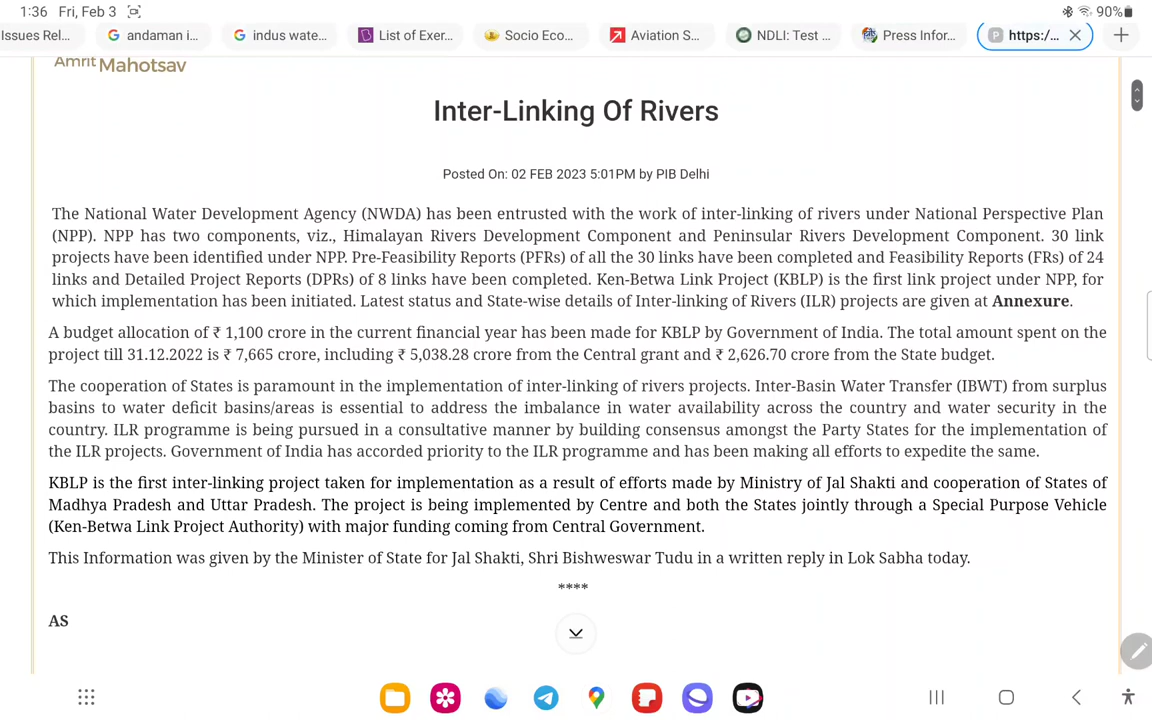 1:36 Fri, Feb 3 90%
Issues Rel... andaman i... indus wate... List of Exer... Socio Eco... Aviation S... NDLI: Test ... Press Infor... https:/...
Amrit Mahotsav
Inter-Linking Of Rivers
Posted On: 02 FEB 2023 5:01PM by PIB Delhi
The National Water Development Agency (NWDA) has been entrusted with the work of inter-linking of rivers under National Perspective Plan
(NPP). NPP has two components, viz., Himalayan Rivers Development Component and Peninsular Rivers Development Component. 30 link
projects have been identified under NPP. Pre-Feasibility Reports (PFRs) of all the 30 links have been completed and Feasibility Reports (FRs) of 24
links and Detailed Project Reports (DPRs) of 8 links have been completed. Ken-Betwa Link Project (KBLP) is the first link project under NPP, for
which implementation has been initiated. Latest status and State-wise details of Inter-linking of Rivers (ILR) projects are given at Annexure.
A budget allocation of ₹ 1,100 crore in the current financial year has been made for KBLP by Government of India. The total amount spent on the
project till 31.12.2022 is ₹ 7,665 crore, including ₹ 5,038.28 crore from the Central grant and ₹ 2,626.70 crore from the State budget.
The cooperation of States is paramount in the implementation of inter-linking of rivers projects. Inter-Basin Water Transfer (IBWT) from surplus
basins to water deficit basins/areas is essential to address the imbalance in water availability across the country and water security in the
country. ILR programme is being pursued in a consultative manner by building consensus amongst the Party States for the implementation of
the ILR projects. Government of India has accorded priority to the ILR programme and has been making all efforts to expedite the same.
KBLP is the first inter-linking project taken for implementation as a result of efforts made by Ministry of Jal Shakti and cooperation of States of
Madhya Pradesh and Uttar Pradesh. The project is being implemented by Centre and both the States jointly through a Special Purpose Vehicle
(Ken-Betwa Link Project Authority) with major funding coming from Central Government.
This Information was given by the Minister of State for Jal Shakti, Shri Bishweswar Tudu in a written reply in Lok Sabha today.
****
AS